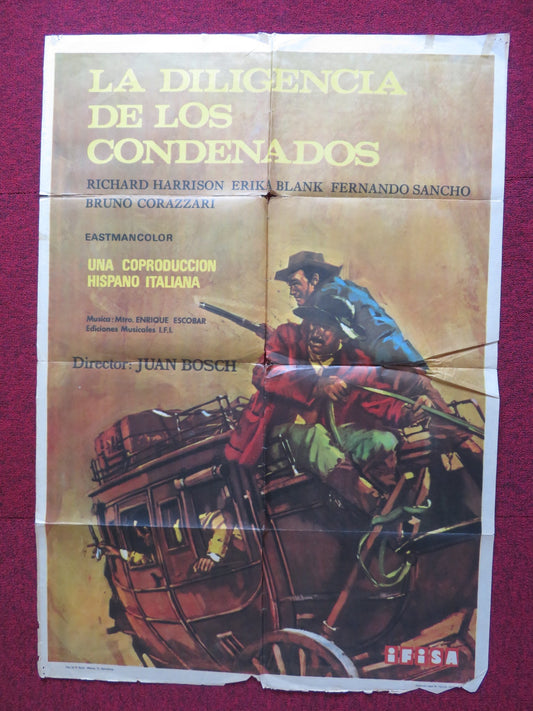 LA DILIGENCIA
DE LOS
CONDENADOS
RICHARD HARRISON ERIKA BLANK FERNANDO SANCHO
BRUNO CORAZZARI
EASTMANCOLOR
UNA COPRODUCCION
HISPANO ITALIANA
Musica: Mtro. ENRIQUE ESCOBAR
Ediciones Musicales I.F.I.
Director: JUAN BOSCH
iFiSA